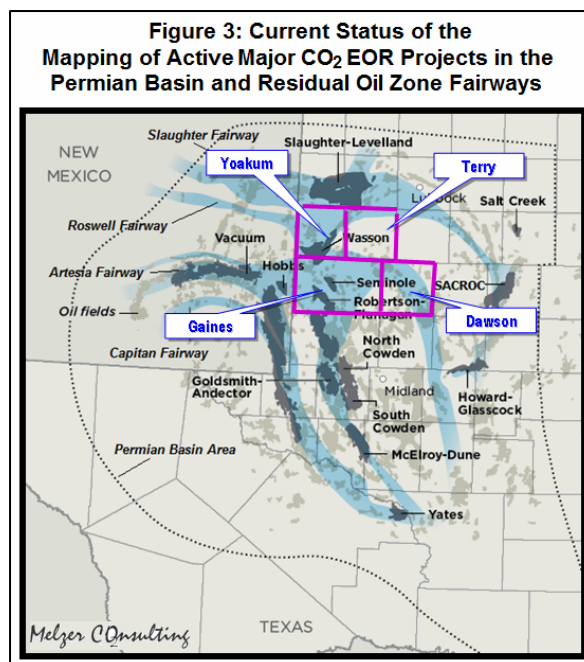 Figure 3: Current Status of the
Mapping of Active Major CO2 EOR Projects in the
Permian Basin and Residual Oil Zone Fairways
Slaughter Fairway
Slaughter-Levelland
NEW
MEXICO
Yoakum
Terry
Salt Creek
Roswell Fairway
Wasson
Vacuum
Hobbs
Artesia Fairway
Seminole
SACROC
Robertson-
Flanagan
Oil fields
Gaines
Dawson
Capitan Fairway
North
Cowden
Goldsmith-
Andector
Midland
Howard-
Glasscock
South
Cowden
Permian Basin Area
McElroy-Dune
Yates
TEXAS
Melzer CO2nsulting